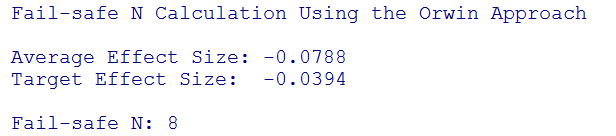 Fail-safe N Calculation Using the Orwin Approach
Average Effect Size: -0.0788
Target Effect Size:  -0.0394
Fail-safe N: 8